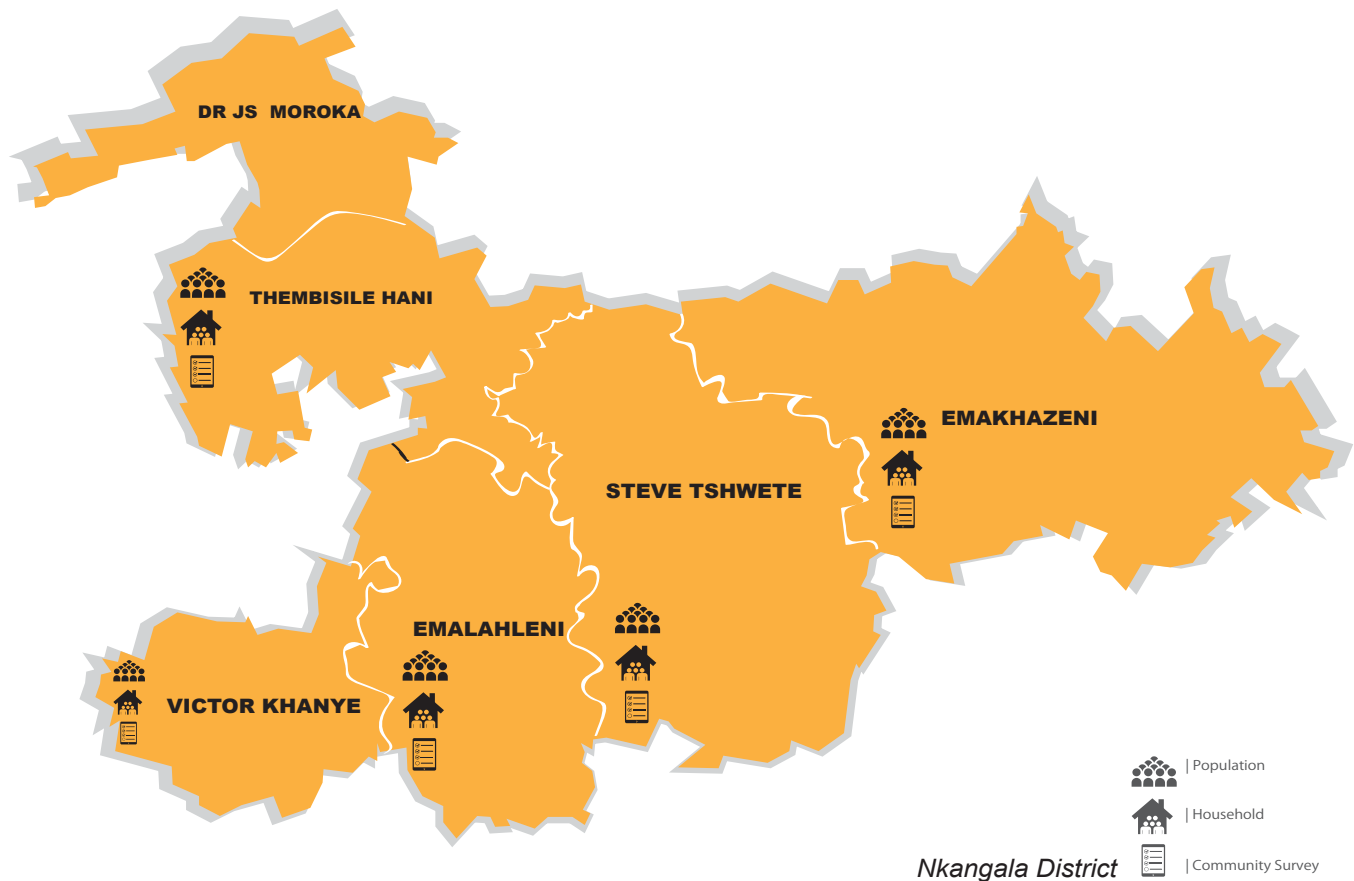 DR JS MOROKA
THEMBISILE HANI
EMAKHAZENI
STEVE TSHWETE
EMALAHLENI
VICTOR KHANYE
| Population
| Household
Nkangala District
| Community Survey